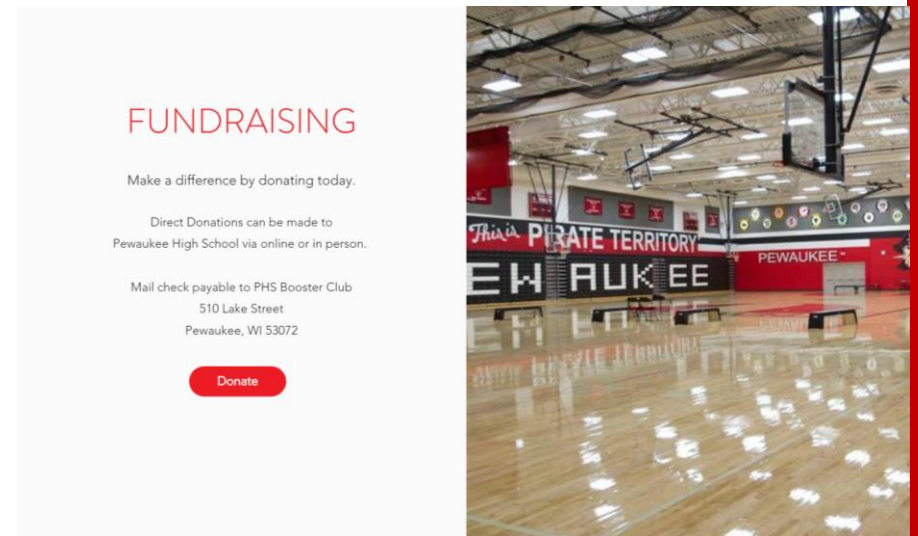 FUNDRAISING
Make a difference by donating today.
Direct Donations can be made to
Pewaukee High School via online or in person.
Mail check payable to PHS Booster Club
510 Lake Street
Pewaukee, WI 53072
Donate
This is PIRATE TERRITORY
EWAUKEE
PEWAUKEE